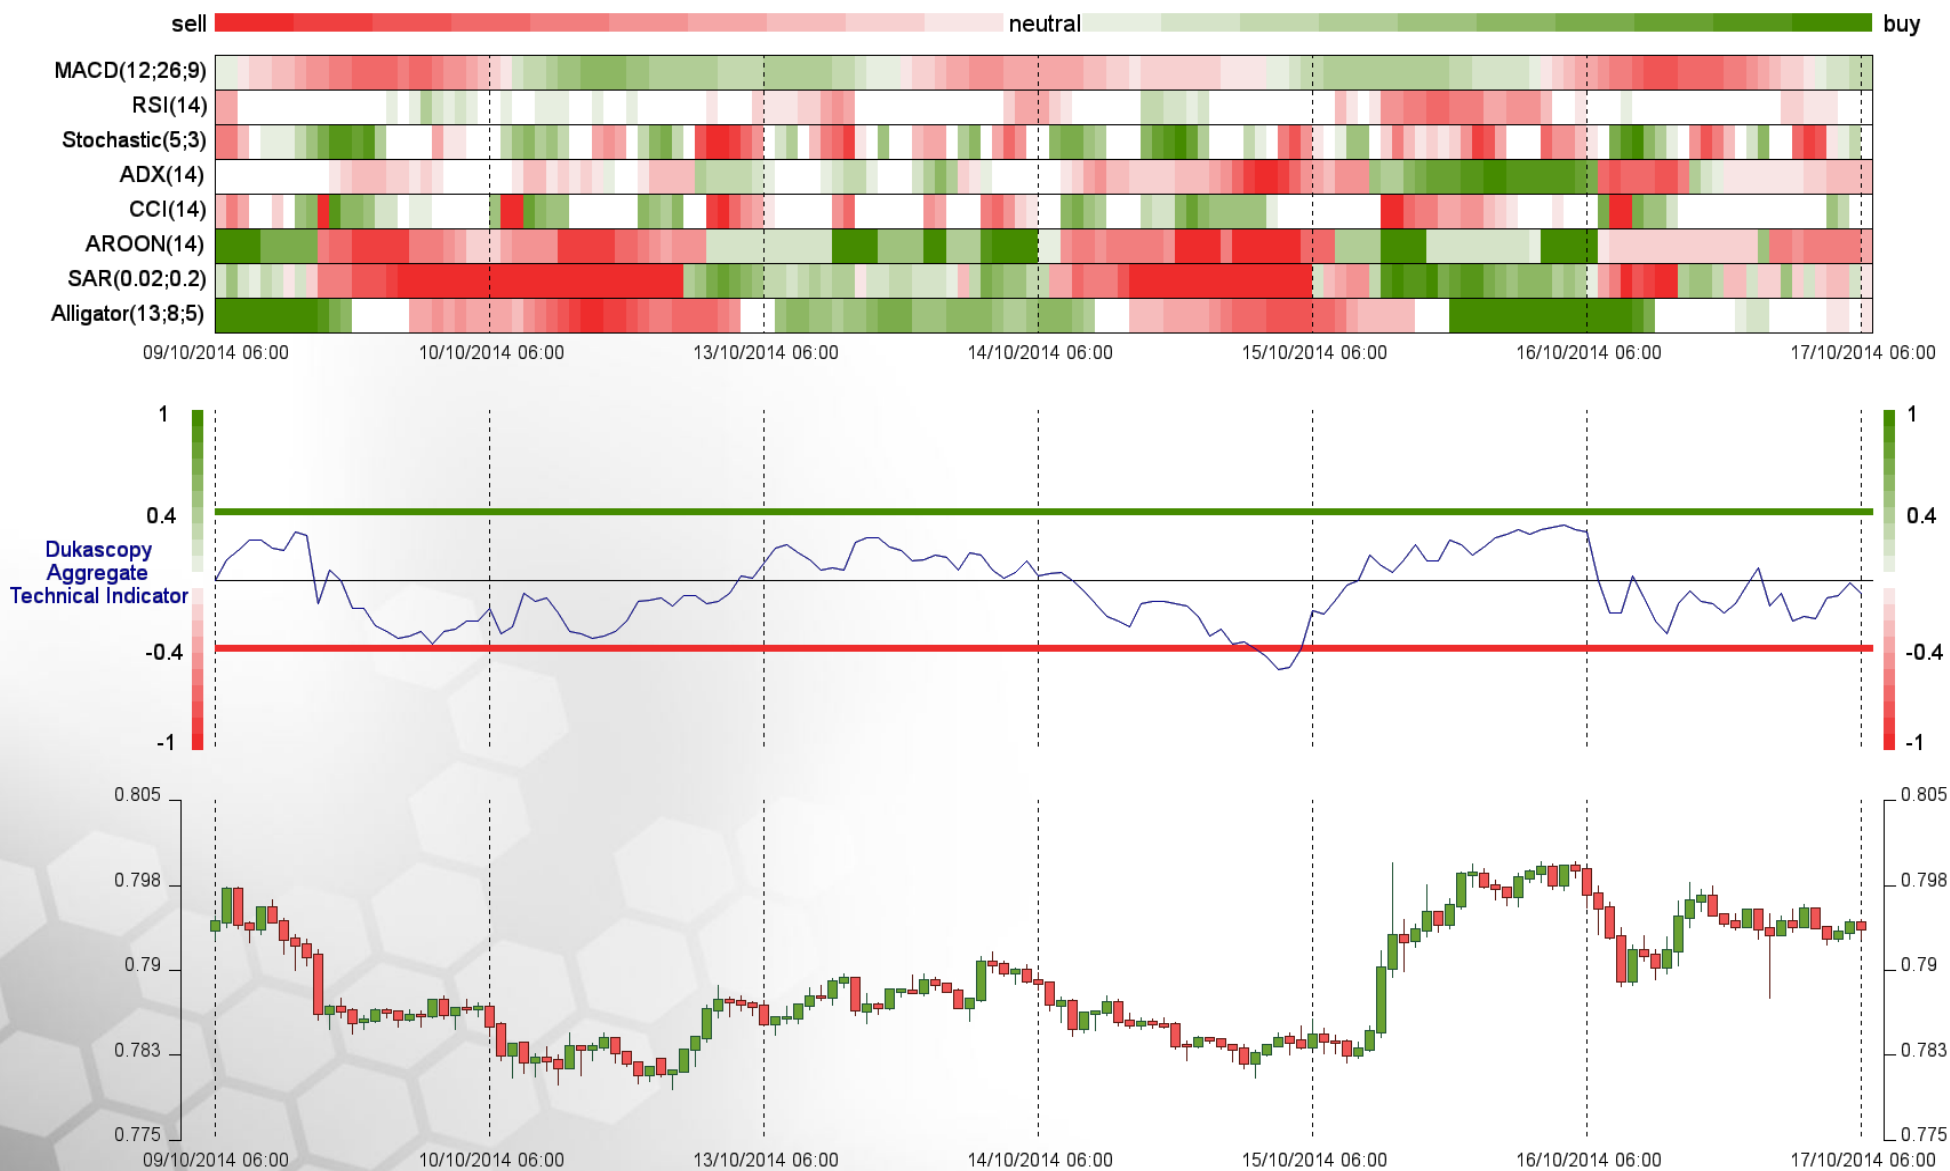 sell neutral buy
MACD(12;26;9)
RSI(14)
Stochastic(5;3)
ADX(14)
CCI(14)
AROON(14)
SAR(0.02;0.2)
Alligator(13;8;5)
09/10/2014 06:00 10/10/2014 06:00 13/10/2014 06:00 14/10/2014 06:00 15/10/2014 06:00 16/10/2014 06:00 17/10/2014 06:00
1 1
0.4 0.4
Dukascopy
Aggregate
Technical Indicator
-0.4 -0.4
-1 -1
0.805 0.805
0.798 0.798
0.79 0.79
0.783 0.783
0.775 0.775
09/10/2014 06:00 10/10/2014 06:00 13/10/2014 06:00 14/10/2014 06:00 15/10/2014 06:00 16/10/2014 06:00 17/10/2014 06:00